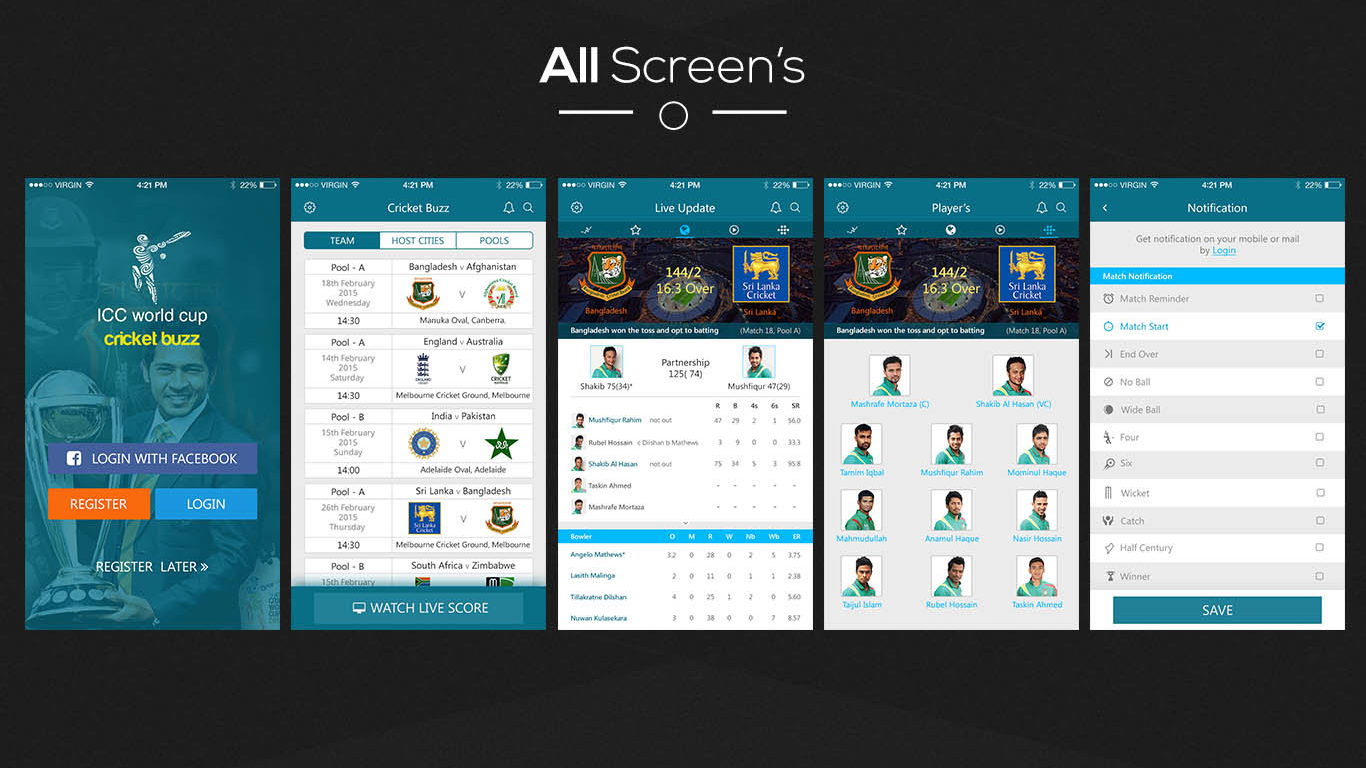 All Screen's
VIRGIN 4:21 PM 22%
ICC world cup
cricket buzz
LOGIN WITH FACEBOOK
REGISTER LOGIN
REGISTER LATER »
VIRGIN 4:21 PM 22%
Cricket Buzz
TEAM HOST CITIES POOLS
Pool - A Bangladesh v Afghanistan
18th February
2015
Wednesday
V
14:30 Manuka Oval, Canberra.
Pool - A England v Australia
14th February
2015
Saturday
V
14:30 Melbourne Cricket Ground, Melbourne
Pool - B India v Pakistan
15th February
2015
Sunday
V
14:00 Adelaide Oval, Adelaide
Pool - A Sri Lanka v Bangladesh
26th February
2015
Thursday
Sri Lanka
Cricket
V
14:30 Melbourne Cricket Ground, Melbourne
Pool - B South Africa v Zimbabwe
15th February
WATCH LIVE SCORE
VIRGIN 4:21 PM 22%
Live Update
144/2
16.3 Over
Sri Lanka
Cricket
Bangladesh Sri Lanka
Bangladesh won the toss and opt to batting (Match 18, Pool A)
Partnership
125( 74)
Shakib 75(34)* Mushfiqur 47(29)
R B 4s 6s SR
Mushfiqur Rahim not out 47 29 2 1 56.0
Rubel Hossain c Dilshan b Mathews 3 9 0 0 33.3
Shakib Al Hasan not out 75 34 5 3 95.8
Taskin Ahmed - - - - -
Mashrafe Mortaza - - - - -
Bowler O M R W Nb Wb ER
Angelo Mathews* 3.2 0 28 0 2 5 3.75
Lasith Malinga 2 0 11 0 1 1 2.38
Tillakratne Dilshan 4 0 25 1 2 0 5.60
Nuwan Kulasekara 3 0 38 0 0 7 8.57
VIRGIN 4:21 PM 22%
Player's
144/2
16.3 Over
Sri Lanka
Cricket
Bangladesh Sri Lanka
Bangladesh won the toss and opt to batting (Match 18, Pool A)
Mashrafe Mortaza (C) Shakib Al Hasan (VC)
Tamim Iqbal Mushfiqur Rahim Mominul Haque
Mahmudullah Anamul Haque Nasir Hossain
Taijul Islam Rubel Hossain Taskin Ahmed
VIRGIN 4:21 PM 22%
Notification
Get notification on your mobile or mail
by Login
Match Notification
Match Reminder
Match Start
End Over
No Ball
Wide Ball
Four
Six
Wicket
Catch
Half Century
Winner
SAVE